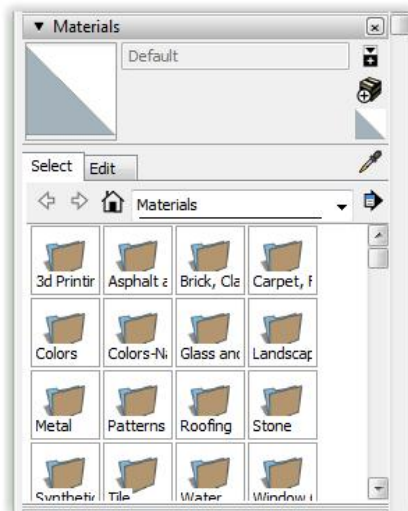 Materials
Default
Select Edit
Materials
3d Printir Asphalt a Brick, Cla Carpet, F
Colors Colors-Na Glass and Landscap
Metal Patterns Roofing Stone
Synthetic Tile Water Window